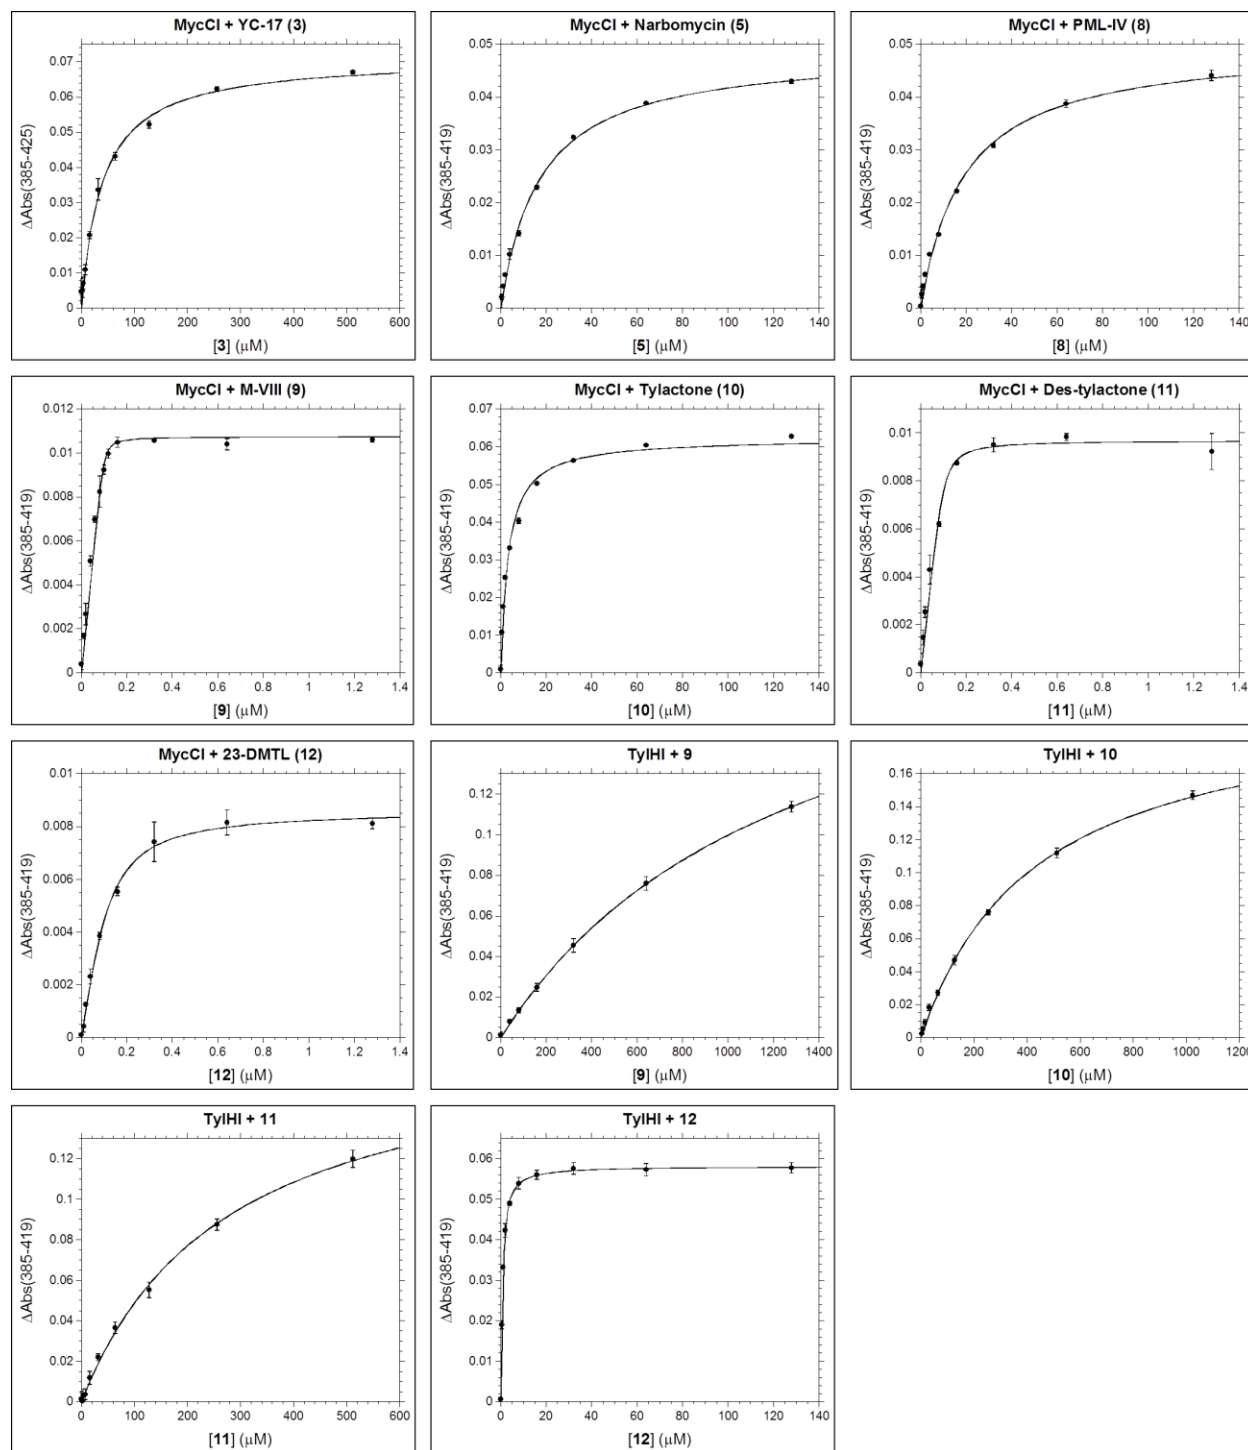 MycCI + YC-17 (3)
ΔAbs(385-425)
0.07
0.06
0.05
0.04
0.03
0.02
0.01
0
0 100 200 300 400 500 600
[3] (μM)
MycCI + Narbomycin (5)
ΔAbs(385-419)
0.05
0.04
0.03
0.02
0.01
0
0 20 40 60 80 100 120 140
[5] (μM)
MycCI + PML-IV (8)
ΔAbs(385-419)
0.05
0.04
0.03
0.02
0.01
0
0 20 40 60 80 100 120 140
[8] (μM)
MycCI + M-VIII (9)
ΔAbs(385-419)
0.012
0.01
0.008
0.006
0.004
0.002
0
0 0.2 0.4 0.6 0.8 1 1.2 1.4
[9] (μM)
MycCI + Tylactone (10)
ΔAbs(385-419)
0.07
0.06
0.05
0.04
0.03
0.02
0.01
0
0 20 40 60 80 100 120 140
[10] (μM)
MycCI + Des-tylactone (11)
ΔAbs(385-419)
0.01
0.008
0.006
0.004
0.002
0
0 0.2 0.4 0.6 0.8 1 1.2 1.4
[11] (μM)
MycCI + 23-DMTL (12)
ΔAbs(385-419)
0.01
0.008
0.006
0.004
0.002
0
0 0.2 0.4 0.6 0.8 1 1.2 1.4
[12] (μM)
TylHI + 9
ΔAbs(385-419)
0.12
0.1
0.08
0.06
0.04
0.02
0
0 200 400 600 800 1000 1200 1400
[9] (μM)
TylHI + 10
ΔAbs(385-419)
0.16
0.14
0.12
0.1
0.08
0.06
0.04
0.02
0
0 200 400 600 800 1000 1200
[10] (μM)
TylHI + 11
ΔAbs(385-419)
0.12
0.1
0.08
0.06
0.04
0.02
0
0 100 200 300 400 500 600
[11] (μM)
TylHI + 12
ΔAbs(385-419)
0.06
0.05
0.04
0.03
0.02
0.01
0
0 20 40 60 80 100 120 140
[12] (μM)